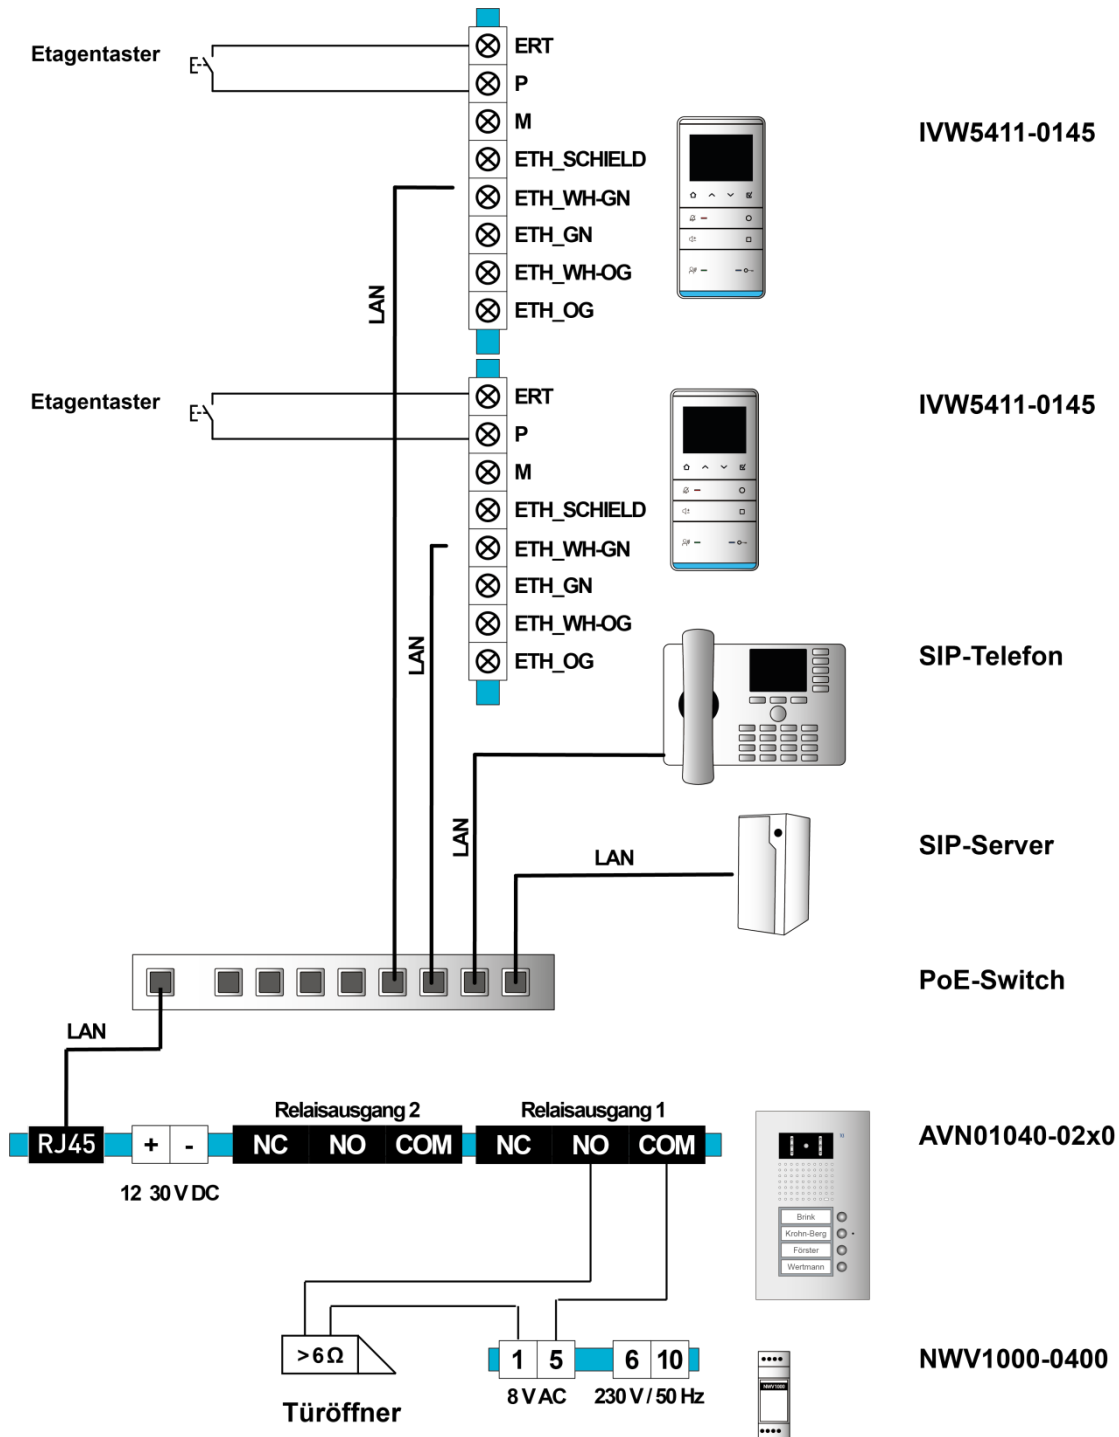 Etagentaster
ERT
P
M
ETH_SCHIELD
ETH_WH-GN
ETH_GN
ETH_WH-OG
ETH_OG
IVW5411-0145
LAN
Etagentaster
ERT
P
M
ETH_SCHIELD
ETH_WH-GN
ETH_GN
ETH_WH-OG
ETH_OG
IVW5411-0145
LAN
SIP-Telefon
LAN
SIP-Server
LAN
PoE-Switch
LAN
Relaisausgang 2
Relaisausgang 1
RJ45
+ -
NC NO COM
NC NO COM
12 30 V DC
AVN01040-02x0
Brink
Krohn-Berg
Förster
Wertmann
>6 Ω
Türöffner
1 5
6 10
8 V AC
230 V / 50 Hz
NWV1000
NWV1000-0400